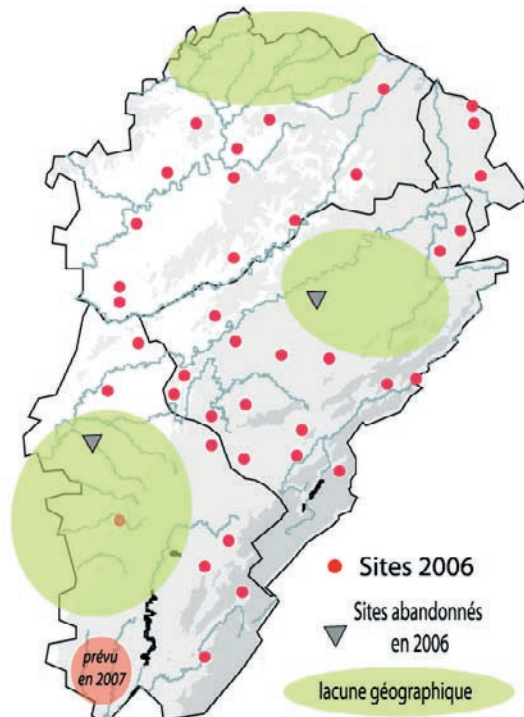 Sites 2006
Sites abandonnés
en 2006
prévu
en 2007
lacune géographique